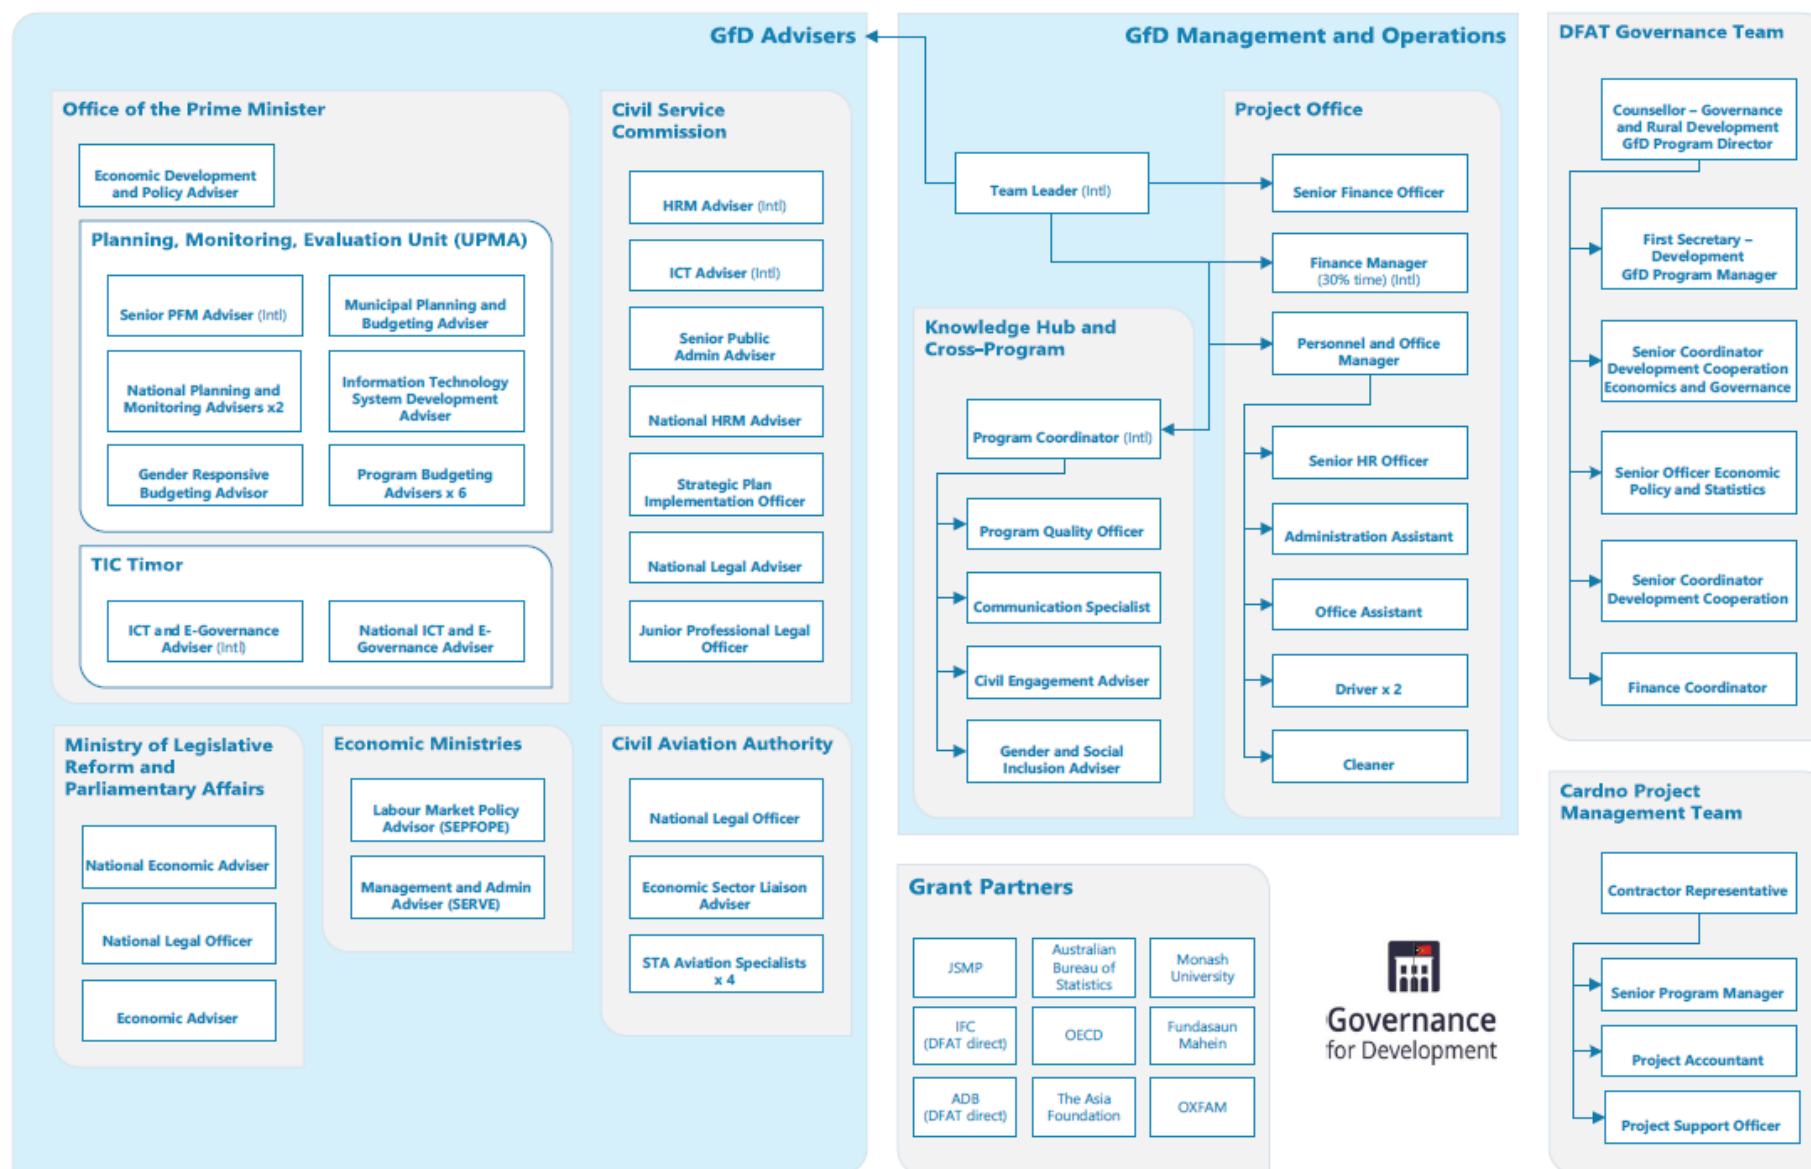 GfD Advisers
Office of the Prime Minister
Economic Development
and Policy Adviser
Planning, Monitoring, Evaluation Unit (UPMA)
Senior PFM Adviser (Intl)
Municipal Planning and
Budgeting Adviser
National Planning and
Monitoring Advisers x2
Information Technology
System Development
Adviser
Gender Responsive
Budgeting Advisor
Program Budgeting
Advisers x 6
TIC Timor
ICT and E-Governance
Adviser (Intl)
National ICT and E-
Governance Adviser
Civil Service
Commission
HRM Adviser (Intl)
ICT Adviser (Intl)
Senior Public
Admin Adviser
National HRM Adviser
Strategic Plan
Implementation Officer
National Legal Adviser
Junior Professional Legal
Officer
Ministry of Legislative
Reform and
Parliamentary Affairs
National Economic Adviser
National Legal Officer
Economic Adviser
Economic Ministries
Labour Market Policy
Advisor (SEPFOPE)
Management and Admin
Adviser (SERVE)
Civil Aviation Authority
National Legal Officer
Economic Sector Liaison
Adviser
STA Aviation Specialists
x 4
GfD Management and Operations
Team Leader (Intl)
Knowledge Hub and
Cross–Program
Program Coordinator (Intl)
Program Quality Officer
Communication Specialist
Civil Engagement Adviser
Gender and Social
Inclusion Adviser
Project Office
Senior Finance Officer
Finance Manager
(30% time) (Intl)
Personnel and Office
Manager
Senior HR Officer
Administration Assistant
Office Assistant
Driver x 2
Cleaner
Grant Partners
JSMP
Australian
Bureau of
Statistics
Monash
University
IFC
(DFAT direct)
OECD
Fundasaun
Mahein
ADB
(DFAT direct)
The Asia
Foundation
OXFAM
Governance
for Development
DFAT Governance Team
Counsellor – Governance
and Rural Development
GfD Program Director
First Secretary –
Development
GfD Program Manager
Senior Coordinator
Development Cooperation
Economics and Governance
Senior Officer Economic
Policy and Statistics
Senior Coordinator
Development Cooperation
Finance Coordinator
Cardno Project
Management Team
Contractor Representative
Senior Program Manager
Project Accountant
Project Support Officer